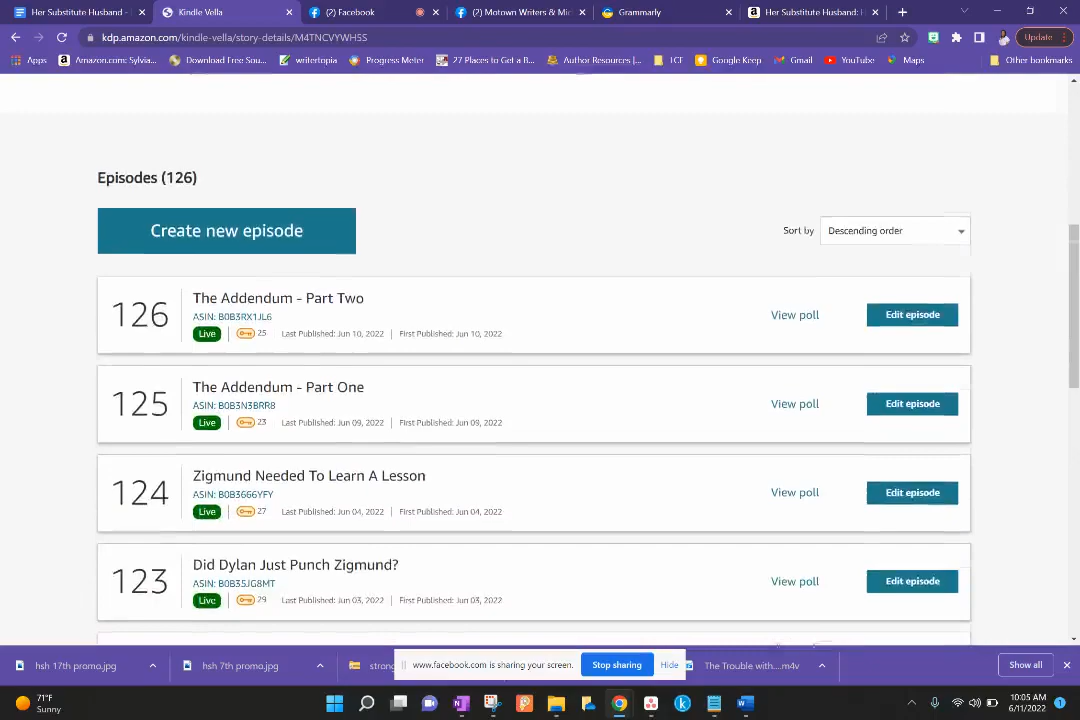 Her Substitute Husband -
Kindle Vella
(2) Facebook
(2) Motown Writers & Mic
Grammarly
Her Substitute Husband: H
kdp.amazon.com/kindle-vella/story-details/M4TNCVYWH5S
Update
Apps
Amazon.com: Sylvia...
Download Free Sou...
writertopia
Progress Meter
27 Places to Get a B...
Author Resources |...
TCF
Google Keep
Gmail
YouTube
Maps
Other bookmarks
Episodes (126)
Create new episode
Sort by
Descending order
126
The Addendum - Part Two
ASIN: B0B3RX1JL6
Live
25
Last Published: Jun 10, 2022
First Published: Jun 10, 2022
View poll
Edit episode
125
The Addendum - Part One
ASIN: B0B3N3BRR8
Live
23
Last Published: Jun 09, 2022
First Published: Jun 09, 2022
View poll
Edit episode
124
Zigmund Needed To Learn A Lesson
ASIN: B0B3666YFY
Live
27
Last Published: Jun 04, 2022
First Published: Jun 04, 2022
View poll
Edit episode
123
Did Dylan Just Punch Zigmund?
ASIN: B0B35JG8MT
Live
29
Last Published: Jun 03, 2022
First Published: Jun 03, 2022
View poll
Edit episode
hsh 17th promo.jpg
hsh 7th promo.jpg
stron
www.facebook.com is sharing your screen.
Stop sharing
Hide
The Trouble with....m4v
Show all
71°F
Sunny
10:05 AM
6/11/2022
1